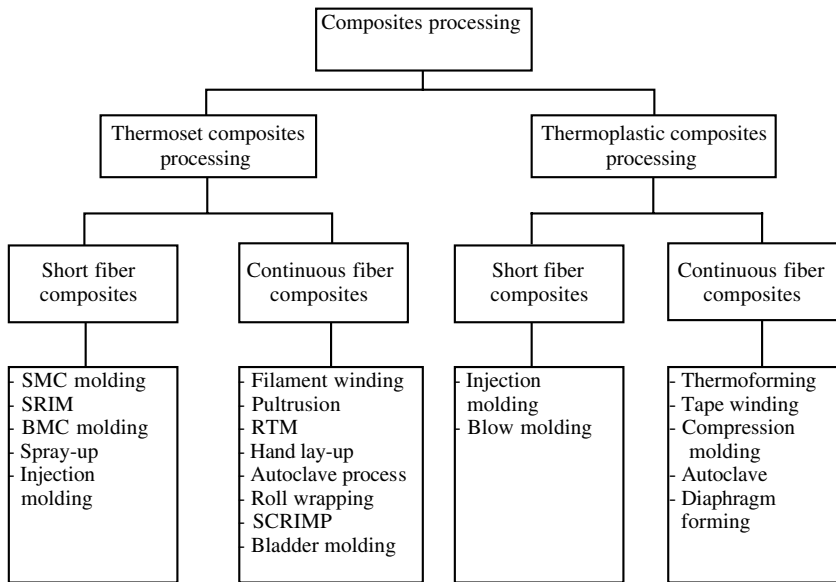 Composites processing
Thermoset composites
processing
Thermoplastic composites
processing
Short fiber
composites
Continuous fiber
composites
Short fiber
composites
Continuous fiber
composites
- SMC molding
- SRIM
- BMC molding
- Spray-up
- Injection
molding
- Filament winding
- Pultrusion
- RTM
- Hand lay-up
- Autoclave process
- Roll wrapping
- SCRIMP
- Bladder molding
- Injection
molding
- Blow molding
- Thermoforming
- Tape winding
- Compression
molding
- Autoclave
- Diaphragm
forming